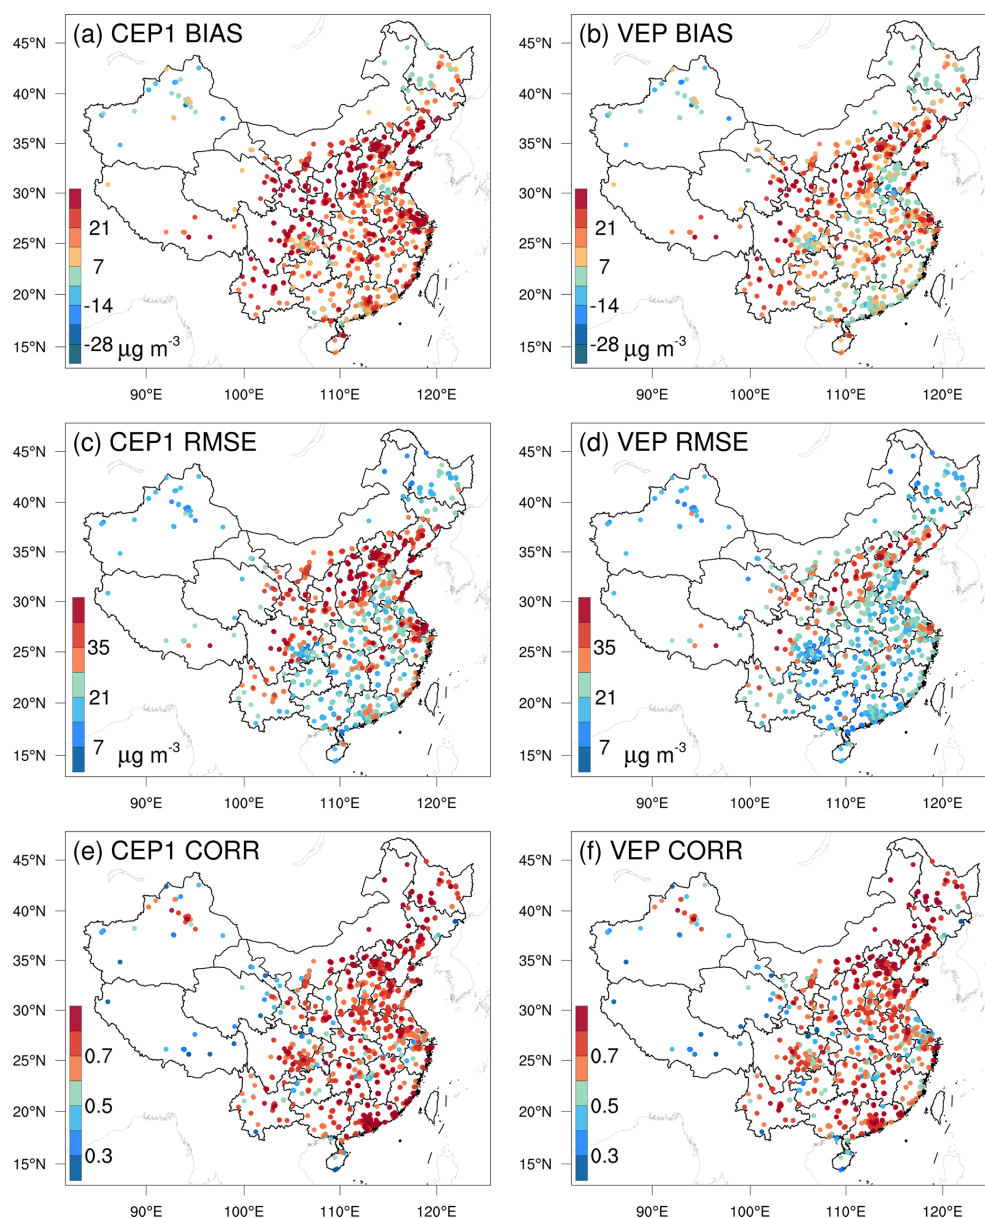 (a) CEP1 BIAS
45°N
40°N
35°N
30°N
25°N
20°N
15°N
21
7
-14
-28 µg m-3
90°E 100°E 110°E 120°E
(b) VEP BIAS
45°N
40°N
35°N
30°N
25°N
20°N
15°N
21
7
-14
-28 µg m-3
90°E 100°E 110°E 120°E
(c) CEP1 RMSE
45°N
40°N
35°N
30°N
25°N
20°N
15°N
35
21
7 µg m-3
90°E 100°E 110°E 120°E
(d) VEP RMSE
45°N
40°N
35°N
30°N
25°N
20°N
15°N
35
21
7 µg m-3
90°E 100°E 110°E 120°E
(e) CEP1 CORR
45°N
40°N
35°N
30°N
25°N
20°N
15°N
0.7
0.5
0.3
90°E 100°E 110°E 120°E
(f) VEP CORR
45°N
40°N
35°N
30°N
25°N
20°N
15°N
0.7
0.5
0.3
90°E 100°E 110°E 120°E